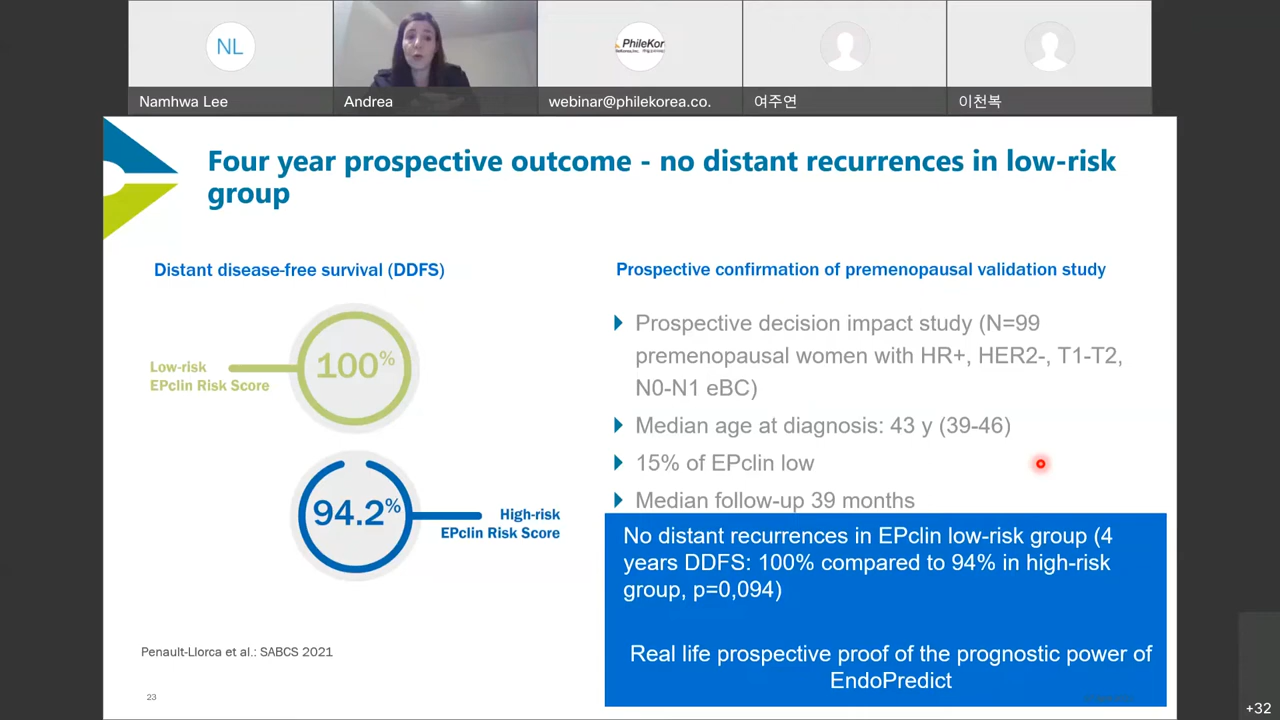 NL
PhileKor
Namhwa Lee
Andrea
webinar@philekorea.co.
여주연
이천복
Four year prospective outcome - no distant recurrences in low-risk
group
Distant disease-free survival (DDFS)
100%
Low-risk
EPclin Risk Score
94.2%
High-risk
EPclin Risk Score
Penault-Llorca et al.: SABCS 2021
23
Prospective confirmation of premenopausal validation study
Prospective decision impact study (N=99
premenopausal women with HR+, HER2-, T1-T2,
N0-N1 eBC)
Median age at diagnosis: 43 y (39-46)
15% of EPclin low
Median follow-up 39 months
No distant recurrences in EPclin low-risk group (4
years DDFS: 100% compared to 94% in high-risk
group, p=0,094)
Real life prospective proof of the prognostic power of
EndoPredict
+32